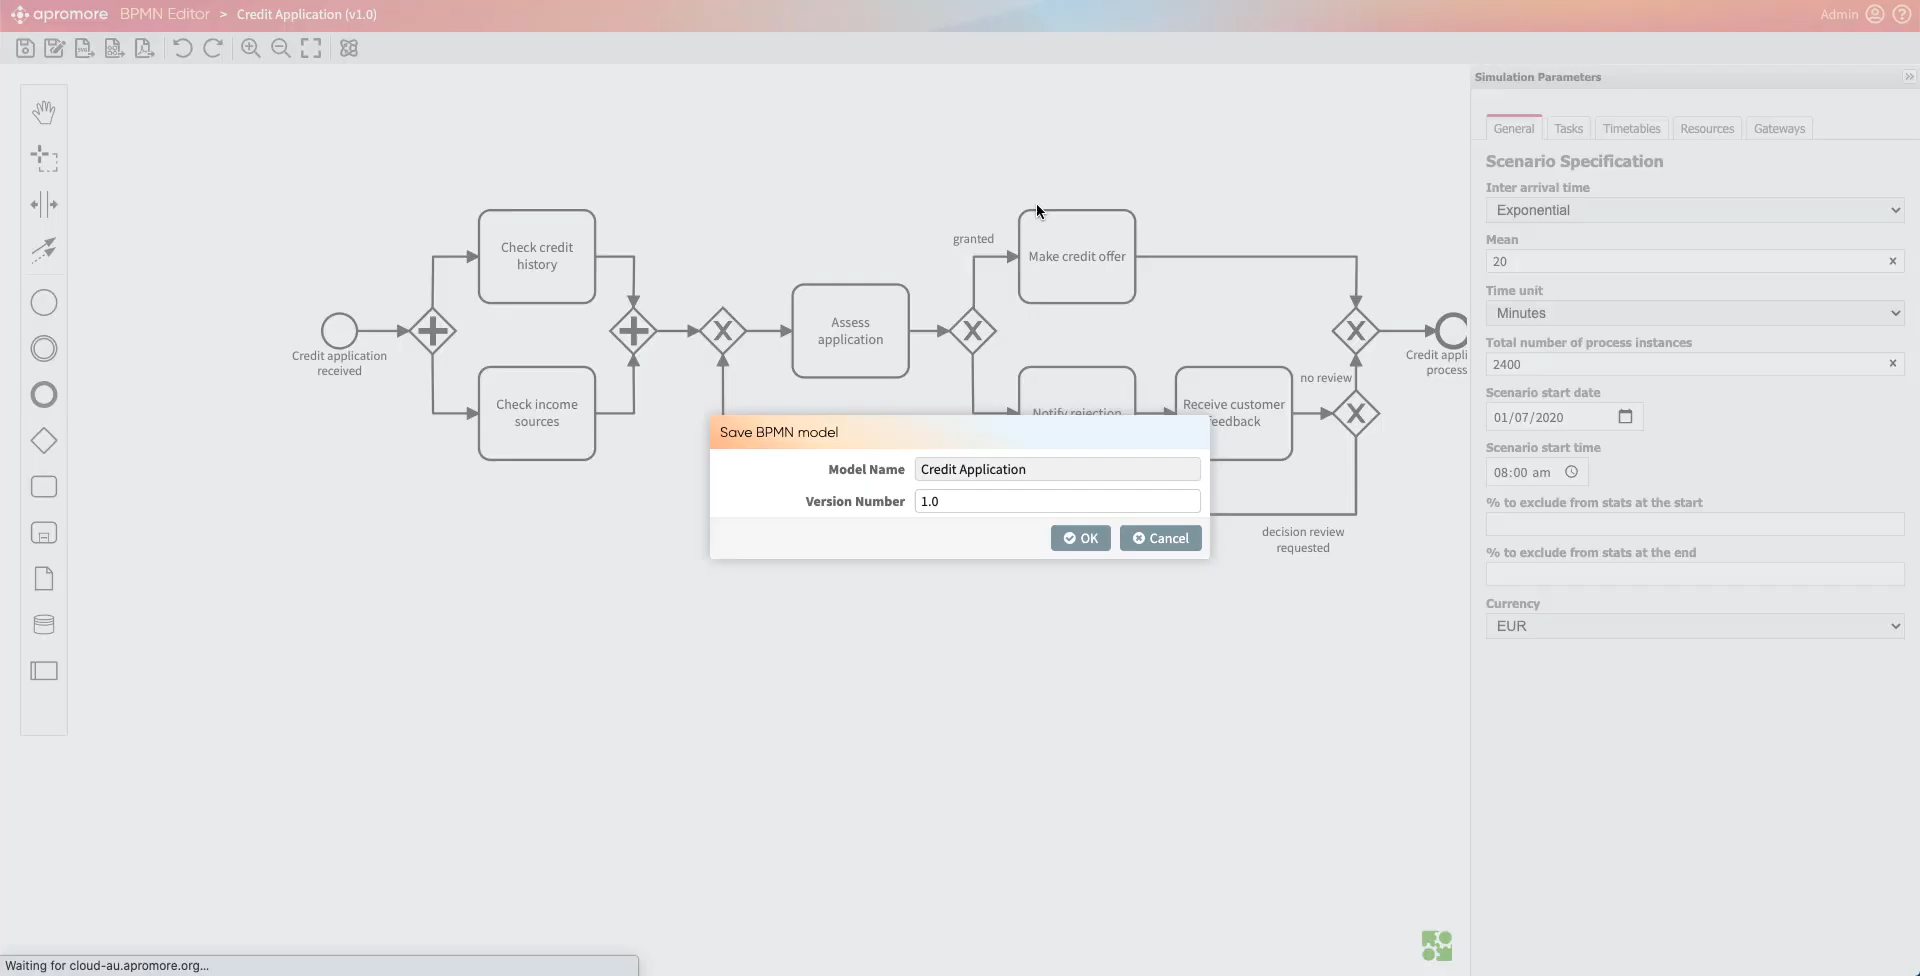 apromore BPMN Editor > Credit Application (v1.0)
Admin
Simulation Parameters
General Tasks Timetables Resources Gateways
Scenario Specification
Inter arrival time
Exponential
Mean
20
Time unit
Minutes
Total number of process instances
2400
Scenario start date
01/07/2020
Scenario start time
08:00 am
% to exclude from stats at the start
% to exclude from stats at the end
Currency
EUR
Credit application
received
Check credit
history
Check income
sources
Assess
application
granted
Make credit offer
Notify rejection
Receive customer
feedback
no review
decision review
requested
Credit appli
process
Save BPMN model
Model Name Credit Application
Version Number 1.0
OK Cancel
Waiting for cloud-au.apromore.org...